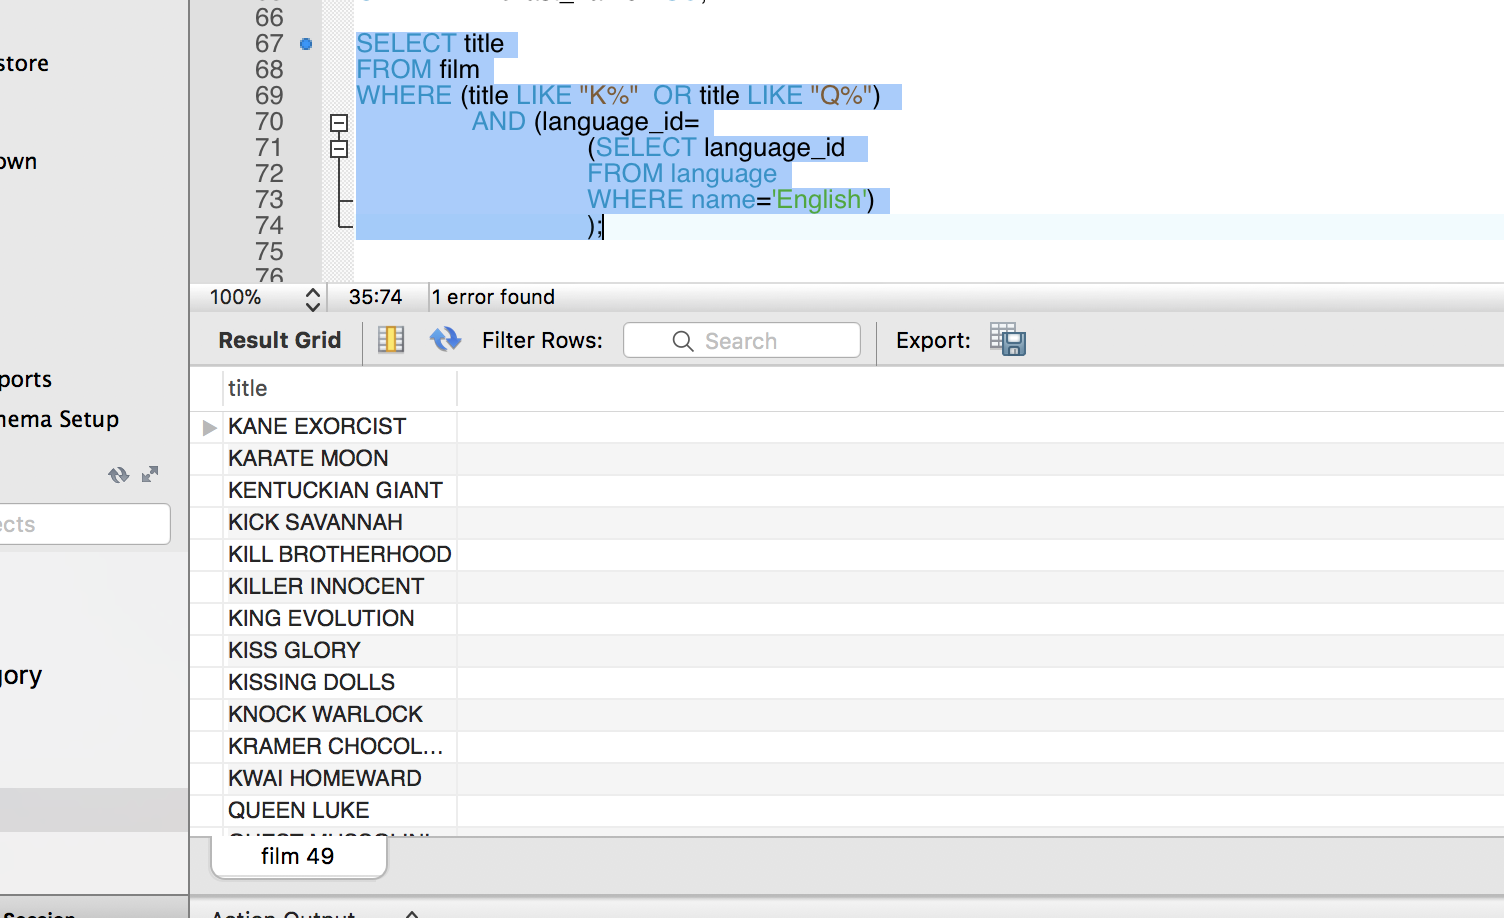 66
67 SELECT title
68 FROM film
69 WHERE (title LIKE "K%"  OR title LIKE "Q%")
70 AND (language_id=
71 (SELECT language_id
72 FROM language
73 WHERE name='English')
74 );
75
76
store
own
ports
nema Setup
ects
gory
100%
35:74
1 error found
Result Grid
Filter Rows:
Search
Export:
title
KANE EXORCIST
KARATE MOON
KENTUCKIAN GIANT
KICK SAVANNAH
KILL BROTHERHOOD
KILLER INNOCENT
KING EVOLUTION
KISS GLORY
KISSING DOLLS
KNOCK WARLOCK
KRAMER CHOCOL...
KWAI HOMEWARD
QUEEN LUKE
film 49
Session
Action Output